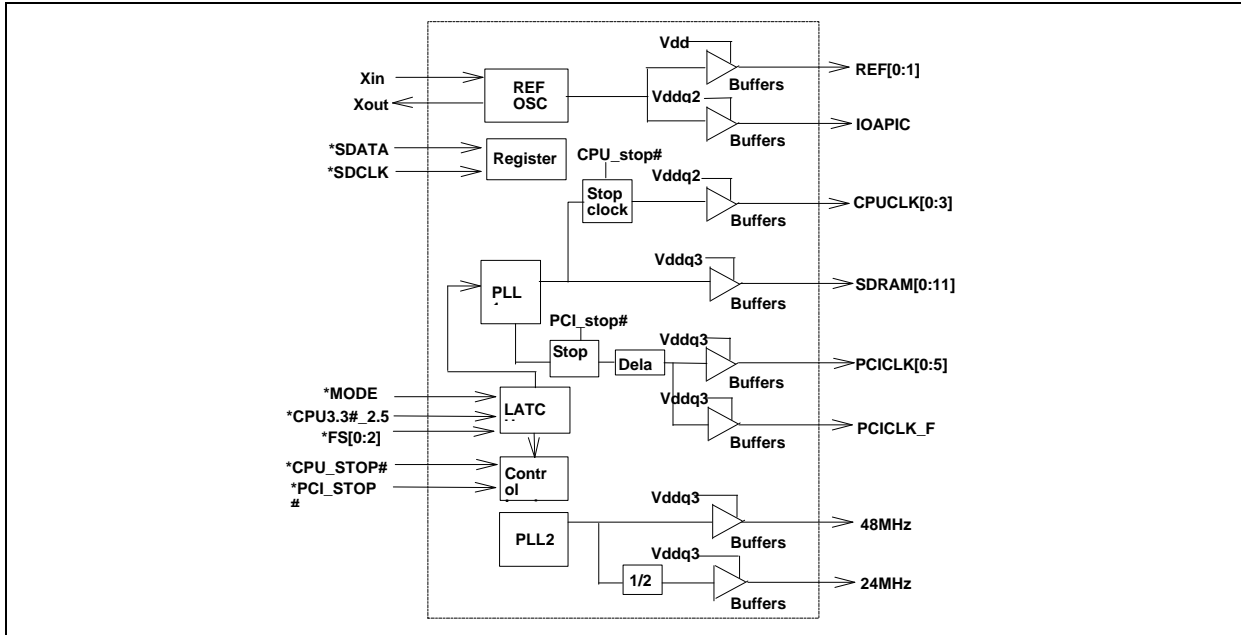 Vdd
REF[0:1]
Buffers
Xin
Xout
REF
OSC
Vddq2
IOAPIC
Buffers
*SDATA
*SDCLK
Register
CPU_stop#
Stop
clock
Vddq2
CPUCLK[0:3]
Buffers
Vddq3
SDRAM[0:11]
Buffers
PLL
PCI_stop#
Stop
Dela
Vddq3
PCICLK[0:5]
Buffers
*MODE
*CPU3.3#_2.5
*FS[0:2]
LATC
Vddq3
PCICLK_F
Buffers
*CPU_STOP#
*PCI_STOP
#
Contr
ol
PLL2
Vddq3
48MHz
Buffers
1/2
Vddq3
24MHz
Buffers